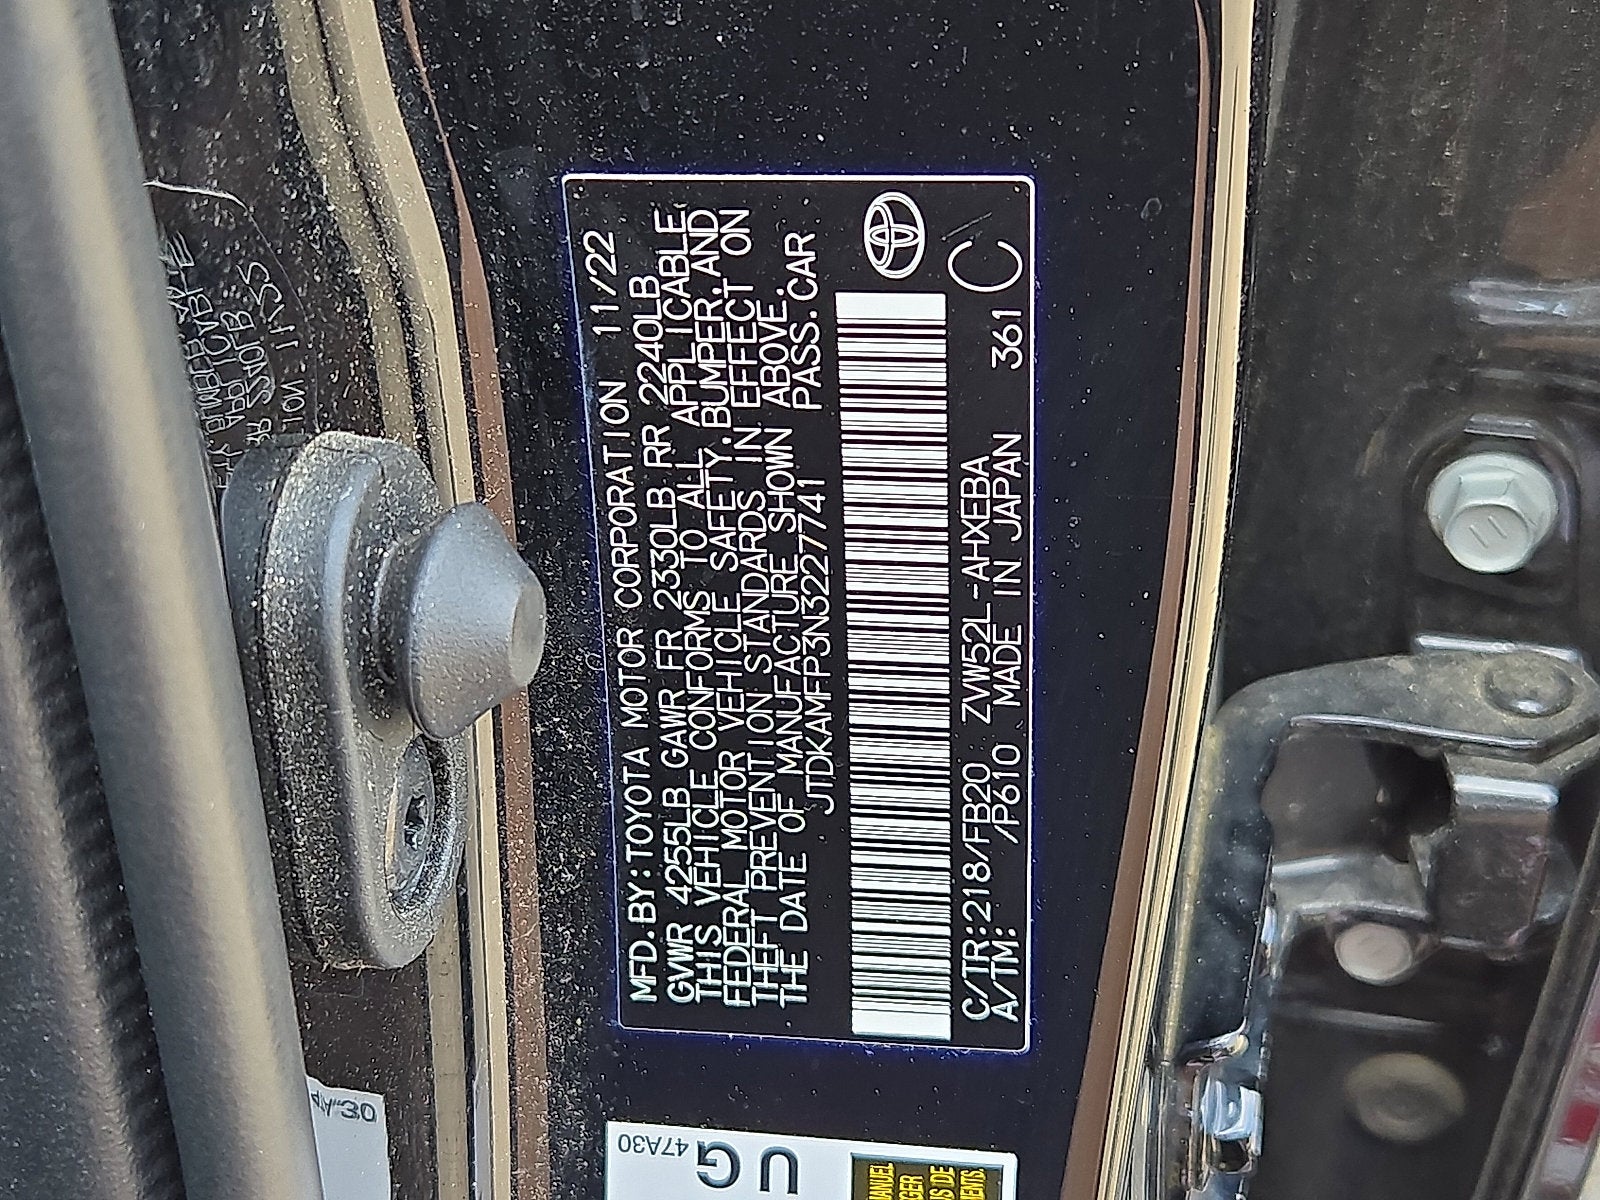 MFD.BY:TOYOTA MOTOR CORPORATION 11/22
GVWR 4255LB GAWR FR 2330LB RR 2240LB
THIS VEHICLE CONFORMS TO ALL APPLICABLE
FEDERAL MOTOR VEHICLE SAFETY,BUMPER,AND
THEFT PREVENTION STANDARDS IN EFFECT ON
THE DATE OF MANUFACTURE SHOWN ABOVE.
JTDKAMFP3N3227741 PASS.CAR
C/TR:218/FB20 ZVW52L-AHXEBA
A/TM: /P610 MADE IN JAPAN 361 C
47A30
UG
MANUEL